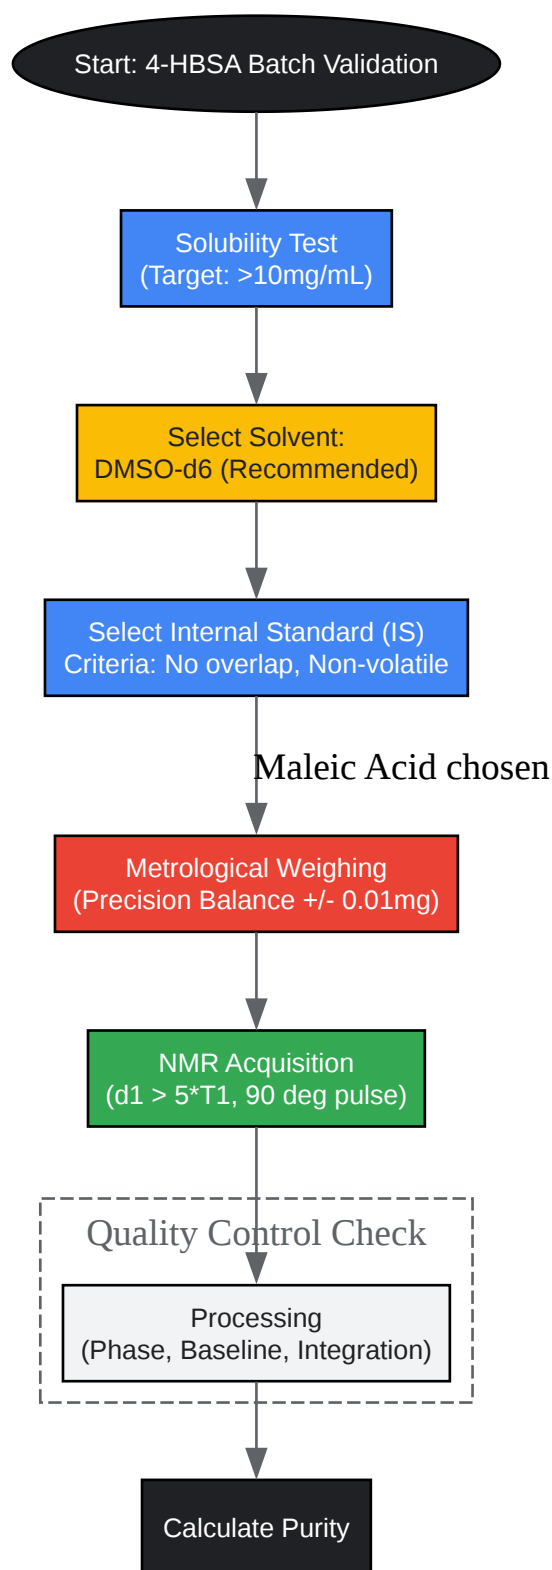 Start: 4-HBSA Batch Validation
Solubility Test
(Target: >10mg/mL)
Select Solvent:
DMSO-d6 (Recommended)
Select Internal Standard (IS)
Criteria: No overlap, Non-volatile
Maleic Acid chosen
Metrological Weighing
(Precision Balance +/- 0.01mg)
NMR Acquisition
(d1 > 5*T1, 90 deg pulse)
Quality Control Check
Processing
(Phase, Baseline, Integration)
Calculate Purity